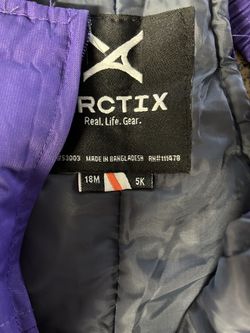 RCTIX
Real. Life. Gear.
MADE IN BANGLADESH RN#111478
18M 5K